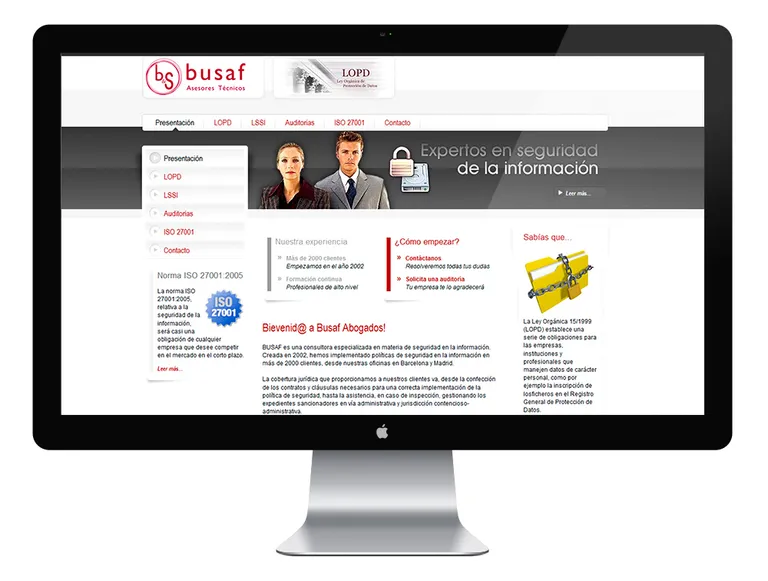 b&S busaf
Asesores Técnicos
LOPD
Ley Orgánica de
Protección de Datos
Presentación LOPD LSSI Auditorias ISO 27001 Contacto
Presentación
LOPD
LSSI
Auditorias
ISO 27001
Contacto
Expertos en seguridad
de la información
Leer más...
Norma ISO 27001:2005
La norma ISO
27001:2005,
relativa a la
seguridad de la
información,
será casi una
obligación de cualquier
empresa que desee competir
en el mercado en el corto plazo.
Leer más...
ISO
27001
Nuestra experiencia
Más de 2000 clientes
Empezamos en el año 2002
Formación continua
Profesionales de alto nivel
¿Cómo empezar?
Contáctanos
Resolveremos todas tus dudas
Solicita una auditoría
Tu empresa te lo agradecerá
Bievenid@ a Busaf Abogados!
BUSAF es una consultora especializada en materia de seguridad en la información.
Creada en 2002, hemos implementado políticas de seguridad en la información en
más de 2000 clientes, desde nuestras oficinas en Barcelona y Madrid.
La cobertura jurídica que proporcionamos a nuestros clientes va, desde la confección
de los contratos y cláusulas necesarios para una correcta implementación de la
política de seguridad, hasta la asistencia, en caso de inspección, gestionando los
expedientes sancionadores en vía administrativa y jurisdicción contencioso-
administrativa.
Sabías que...
La Ley Orgánica 15/1999
(LOPD) establece una
serie de obligaciones para
las empresas,
instituciones y
profesionales que
manejen datos de carácter
personal, como por
ejemplo la inscripción de
losficheros en el Registro
General de Protección de
Datos.